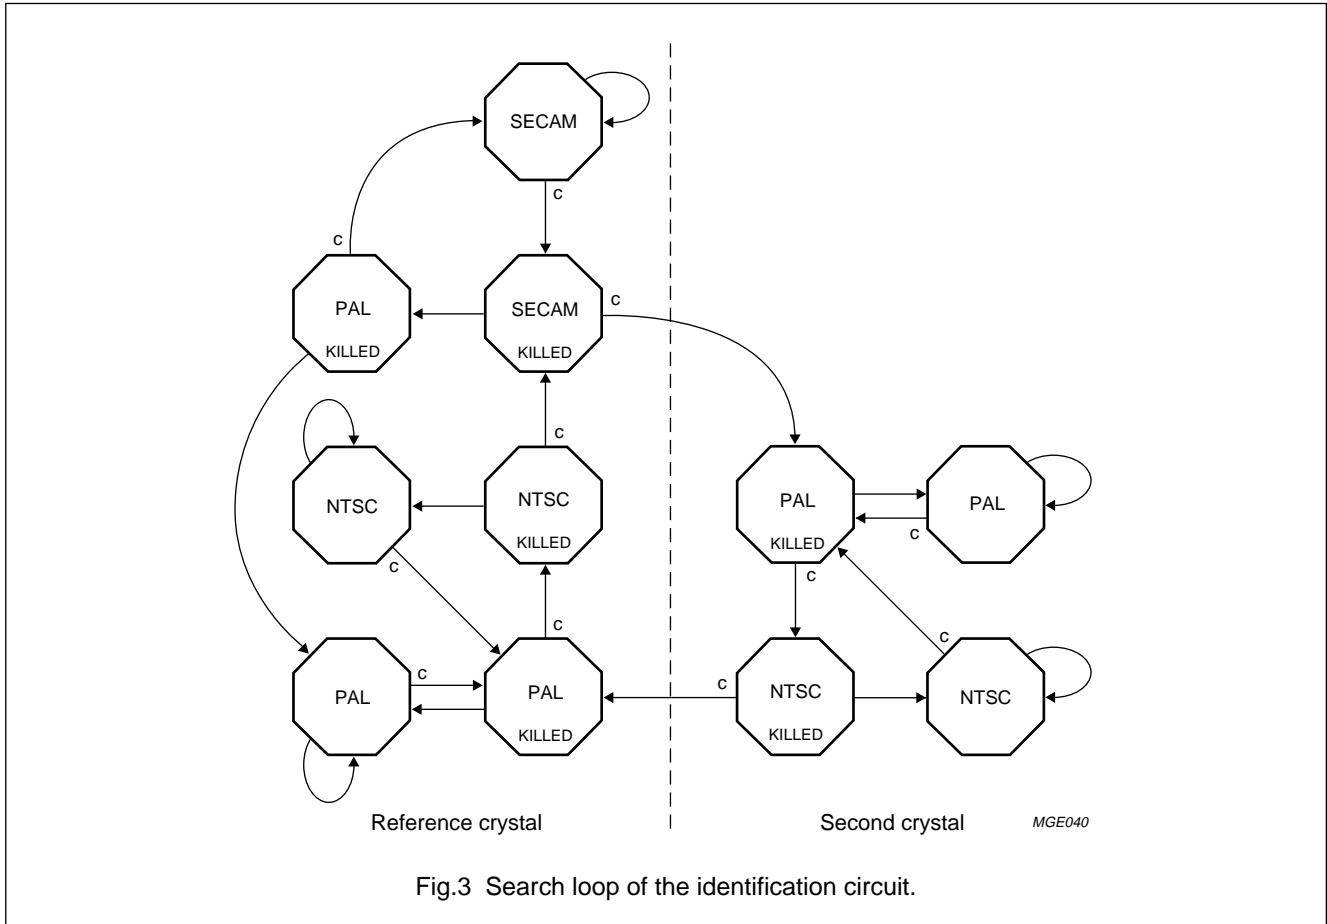 SECAM
c
c
PAL
KILLED
SECAM
KILLED
c
c
NTSC
NTSC
KILLED
PAL
KILLED
PAL
c
c
c
c
c
PAL
c
PAL
KILLED
c
NTSC
KILLED
NTSC
Reference crystal
Second crystal
MGE040
Fig.3 Search loop of the identification circuit.